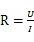 R = U/I